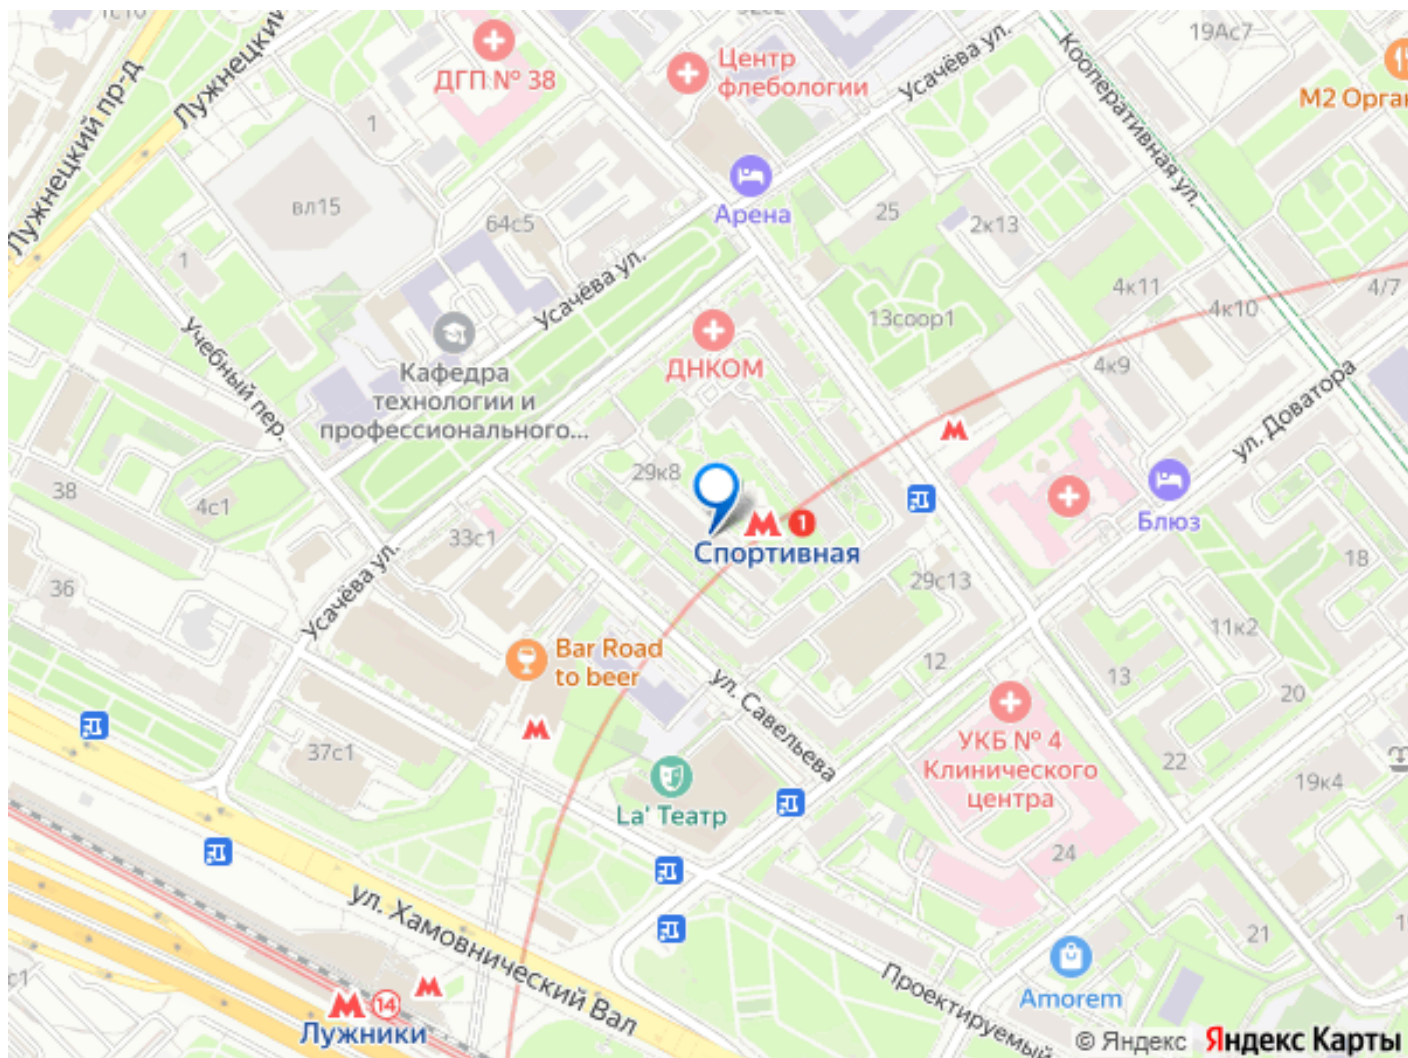 Лужнецкий
ДГП № 38
Центр
флебологии
Усачёва ул.
Кооперативная ул.
19Ас7
М2 Орган
Лужнецкий пр-д
1
вл15
64с5
Арена
25
2к13
1
Усачёва ул.
4к11
4к10
4/7
13соор1
Учебный пер.
Кафедра
технологии и
профессионального...
ДНКОМ
4к9
ул. Доватора
38
4с1
29к8
33с1
М 1
Спортивная
Блюз
18
36
Усачёва ул.
29с13
11к2
Bar Road
to beer
12
13
20
ул. Савельева
37с1
УКБ № 4
Клинического
центра
22
19к4
La' Театр
24
ул. Хамовнический Вал
21
Проектируемый
Amorem
с1
М 14
Лужники
© Яндекс Яндекс Карты